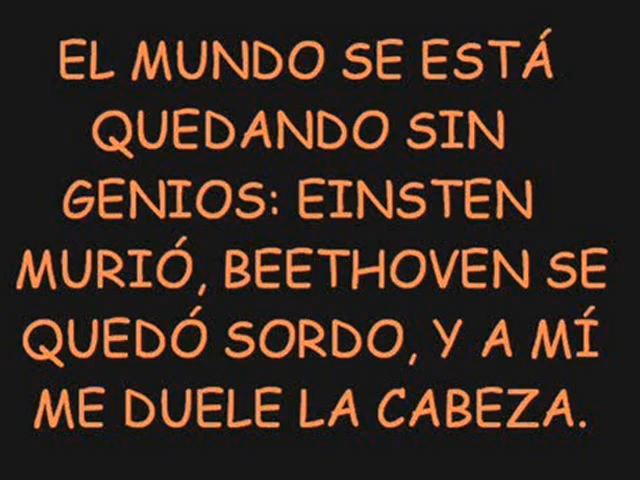 EL MUNDO SE ESTÁ
QUEDANDO SIN
GENIOS: EINSTEN
MURIÓ, BEETHOVEN SE
QUEDÓ SORDO, Y A MÍ
ME DUELE LA CABEZA.